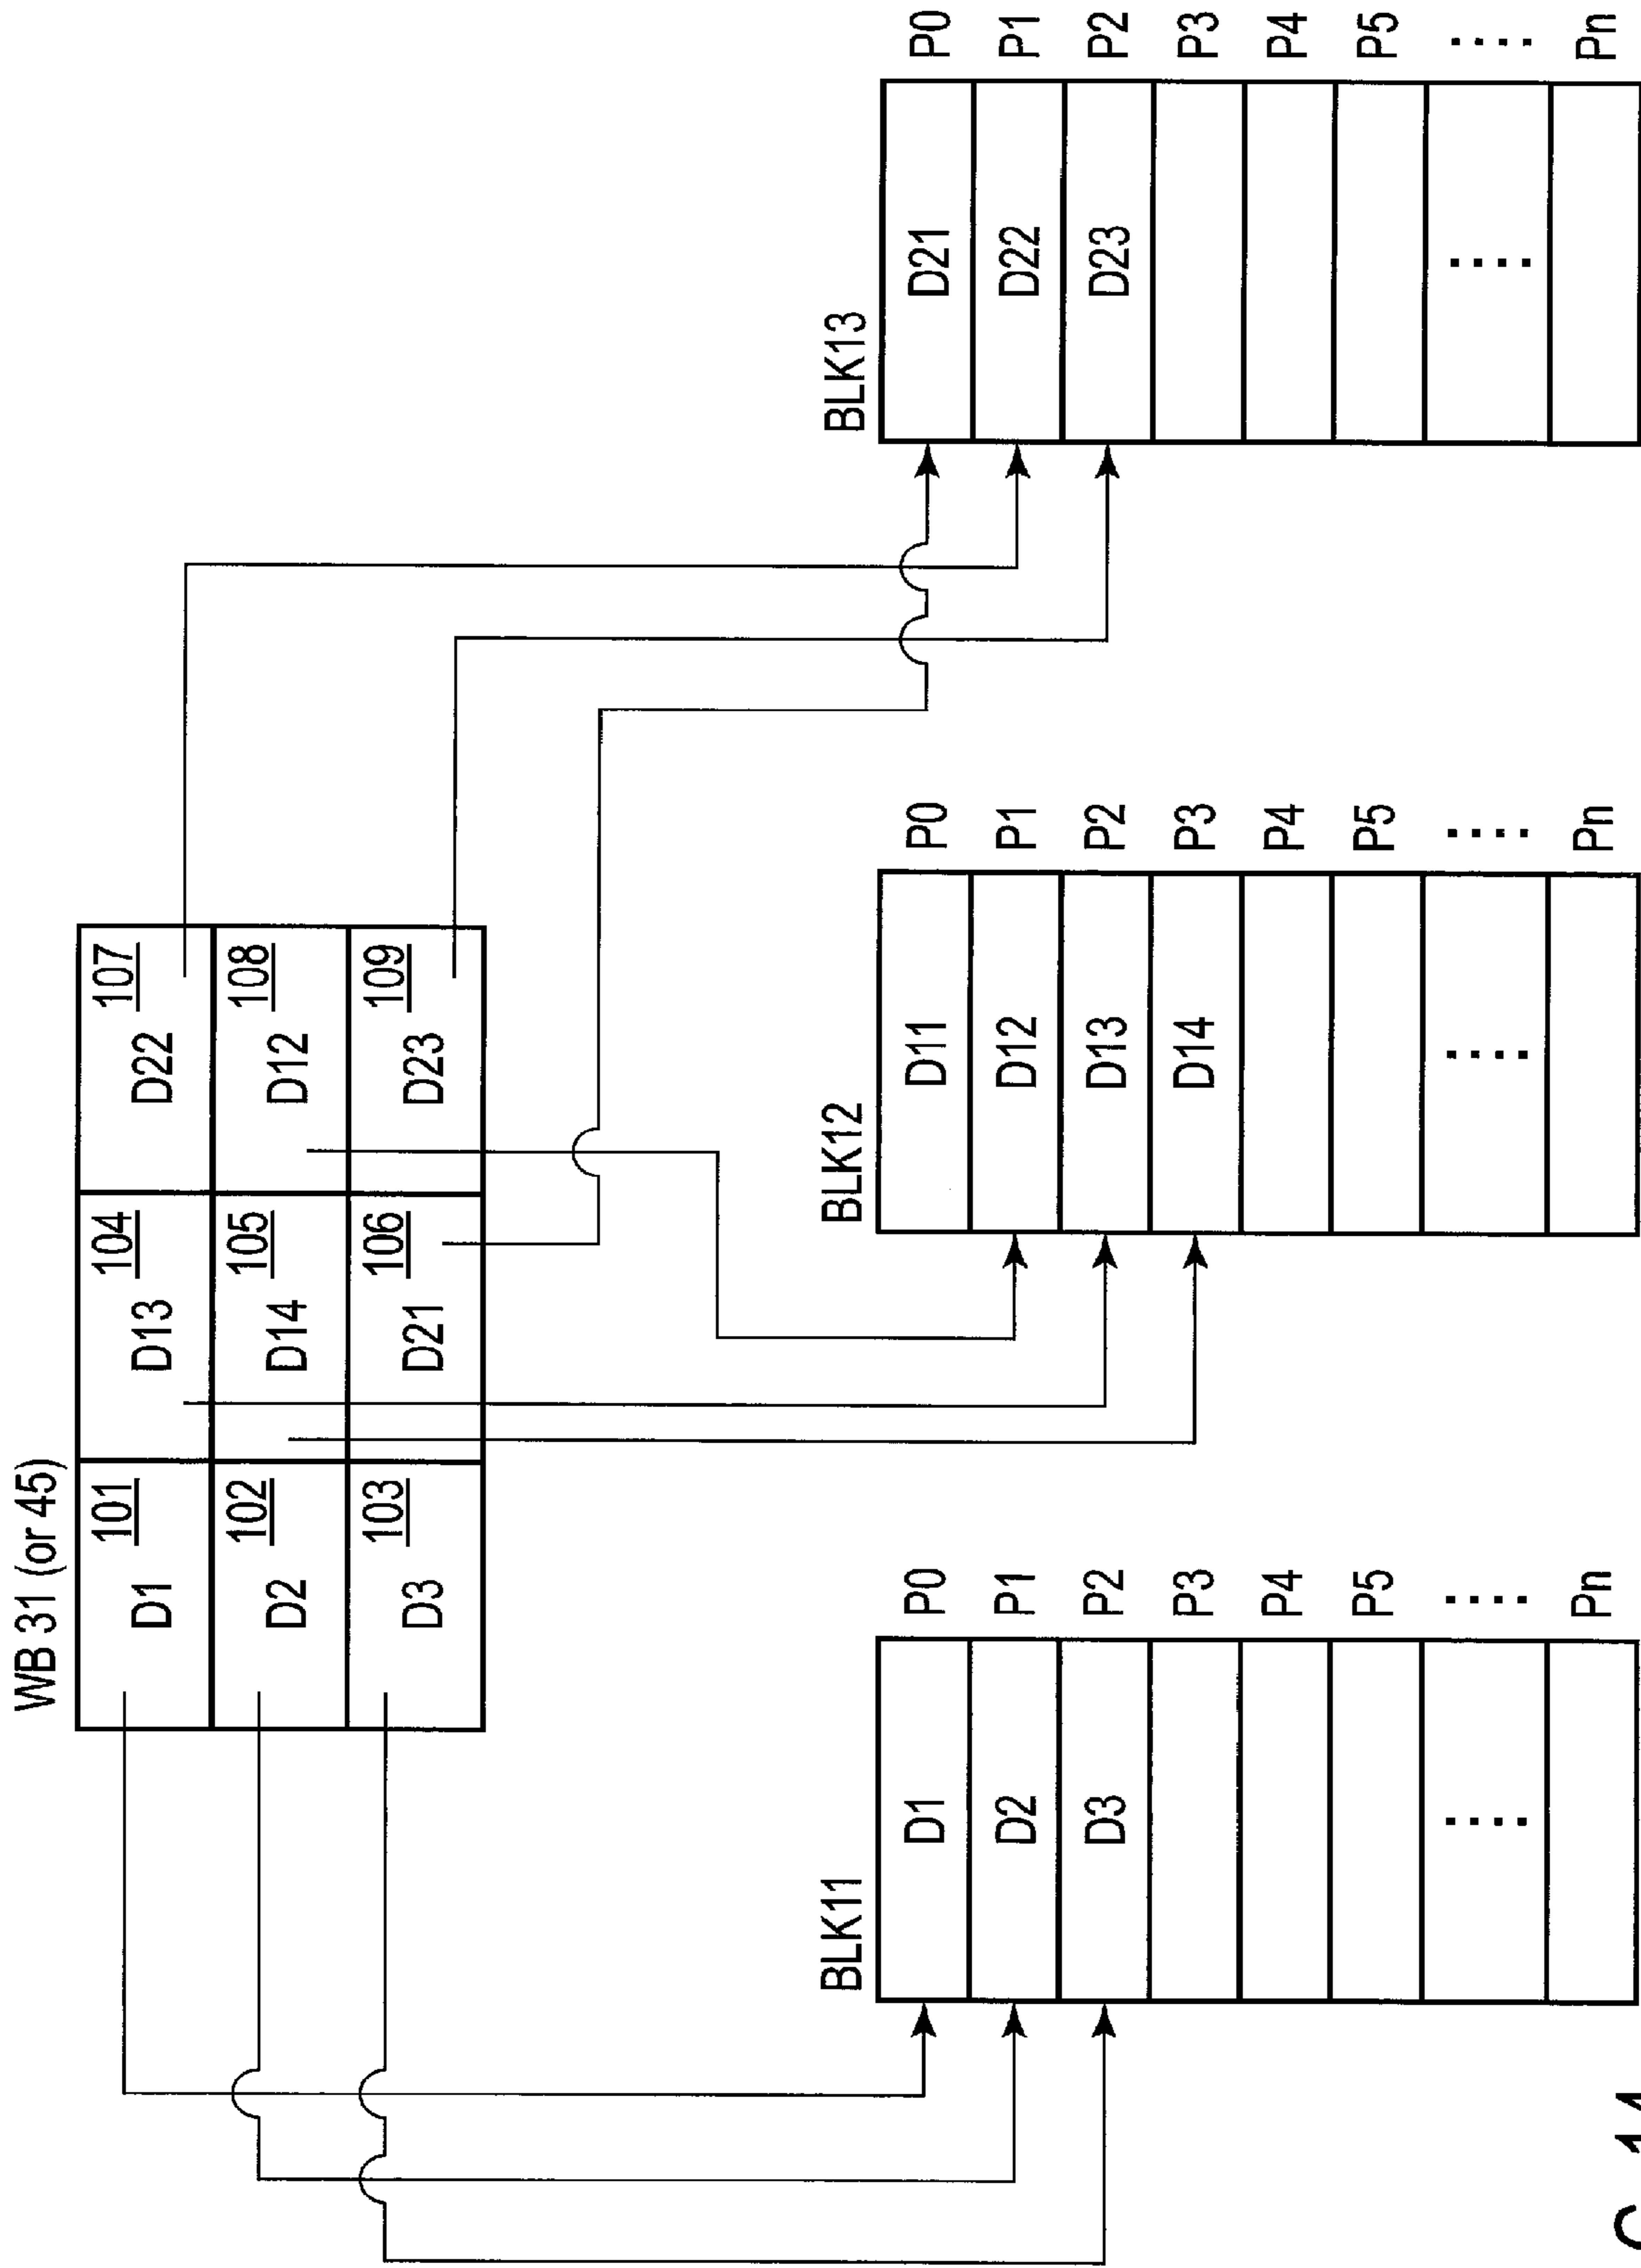 WB 31 (or 45)
101 104 107
D1 D13 D22
102 105 108
D2 D14 D12
103 106 109
D3 D21 D23
BLK11 BLK12 BLK13
D1 P0 D11 P0 D21 P0
D2 P1 D12 P1 D22 P1
D3 P2 D13 P2 D23 P2
P3 D14 P3 P3
P4 P4 P4
P5 P5 P5
.... .... .... .... .... ....
Pn Pn Pn